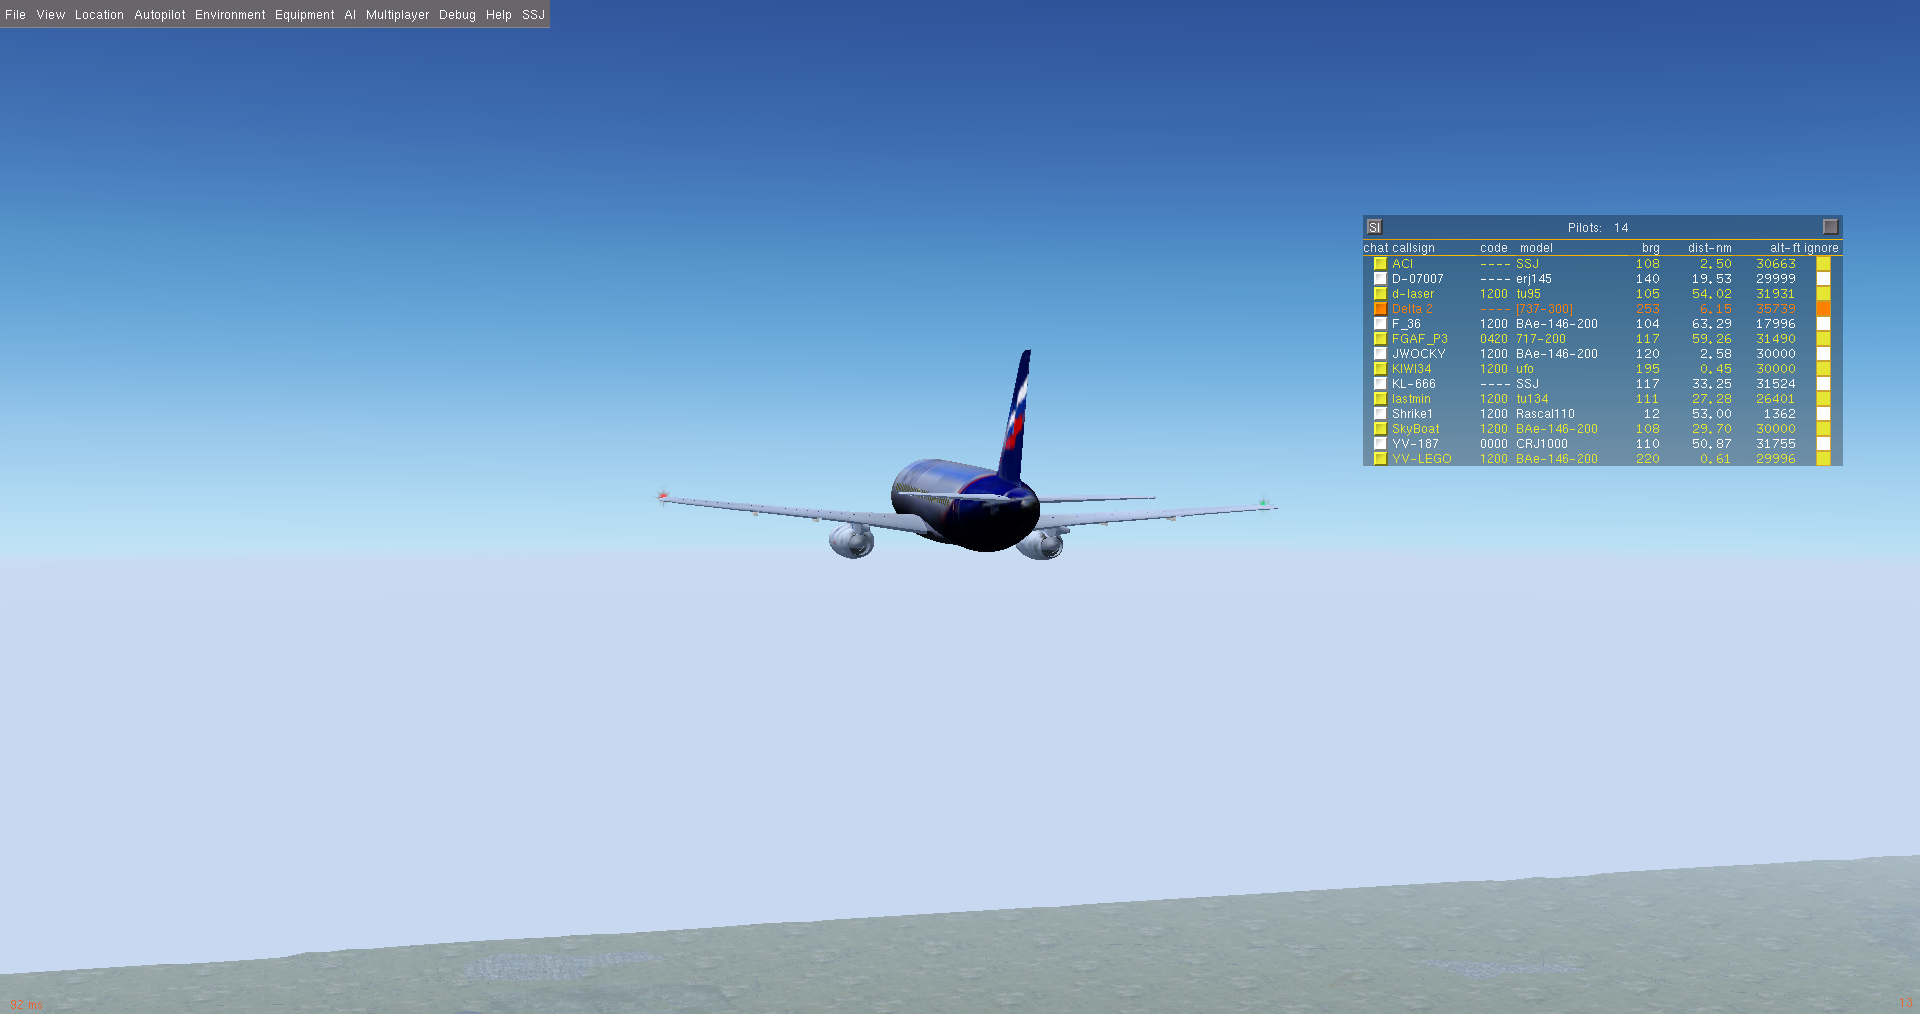 File View Location Autopilot Environment Equipment AI Multiplayer Debug Help SSJ
SI Pilots: 14
chat callsign code model brg dist-nm alt-ft ignore
ACI ---- SSJ 108 2.50 30663
D-07007 ---- erj145 140 19.53 29999
d-laser 1200 tu95 105 54.02 31931
Delta 2 ---- [737-300] 253 6.15 35739
F_36 1200 BAe-146-200 104 63.29 17996
FGAF_P3 0420 717-200 117 59.26 31490
JWOCKY 1200 BAe-146-200 120 2.58 30000
KIWI34 1200 ufo 195 0.45 30000
KL-666 ---- SSJ 117 33.25 31524
lastmin 1200 tu134 111 27.28 26401
Shrike1 1200 Rascal110 12 53.00 1362
SkyBoat 1200 BAe-146-200 108 29.70 30000
YV-187 0000 CRJ1000 110 50.87 31755
YV-LEGO 1200 BAe-146-200 220 0.61 29996
92 ms
13